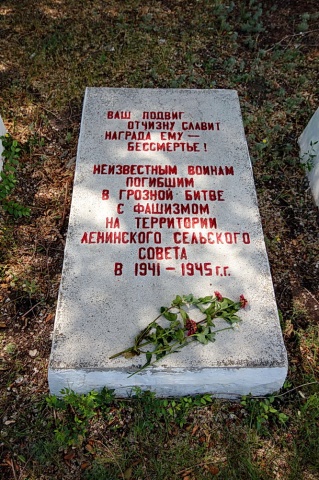 ВАШ ПОДВИГ
ОТЧИЗНУ СЛАВИТ
НАГРАДА ЕМУ —
БЕССМЕРТЬЕ!
НЕИЗВЕСТНЫМ ВОИНАМ
ПОГИБШИМ
В ГРОЗНОЙ БИТВЕ
С ФАШИЗМОМ
НА ТЕРРИТОРИИ
ЛЕНИНСКОГО СЕЛЬСКОГО
СОВЕТА
В 1941 – 1945 г.г.